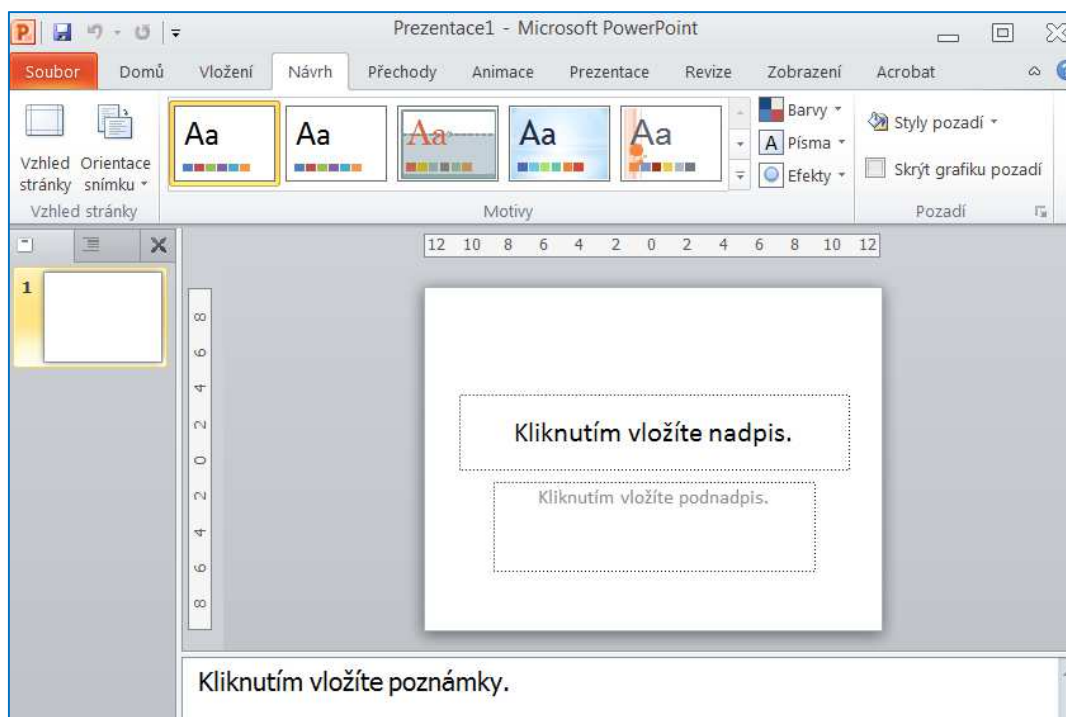 Prezentace1 - Microsoft PowerPoint
Soubor Domů Vložení Návrh Přechody Animace Prezentace Revize Zobrazení Acrobat
Vzhled stránky
Orientace snímku
Vzhled stránky
Aa Aa Aa Aa Aa
Motivy
Barvy
A Písma
Efekty
Styly pozadí
Skrýt grafiku pozadí
Pozadí
12 10 8 6 4 2 0 2 4 6 8 10 12
1
8 6 4 2 0 2 4 6 8
Kliknutím vložíte nadpis.
Kliknutím vložíte podnadpis.
Kliknutím vložíte poznámky.